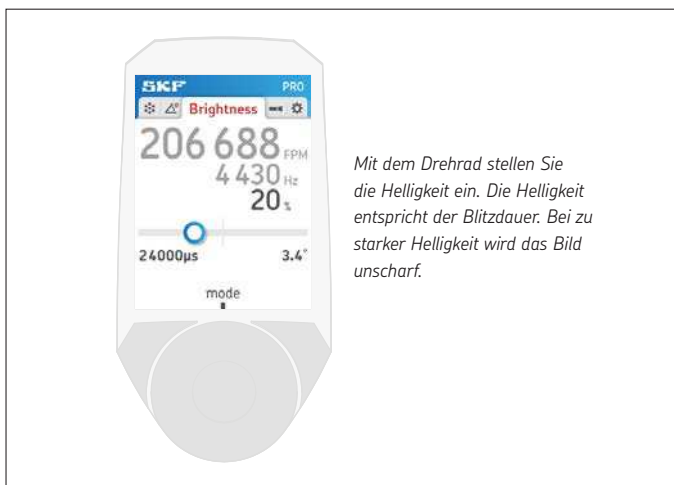 SKF PRO
Brightness
206 688 FPM
4 430 Hz
20 %
24000µs 3.4°
mode
Mit dem Drehrad stellen Sie
die Helligkeit ein. Die Helligkeit
entspricht der Blitzdauer. Bei zu
starker Helligkeit wird das Bild
unscharf.